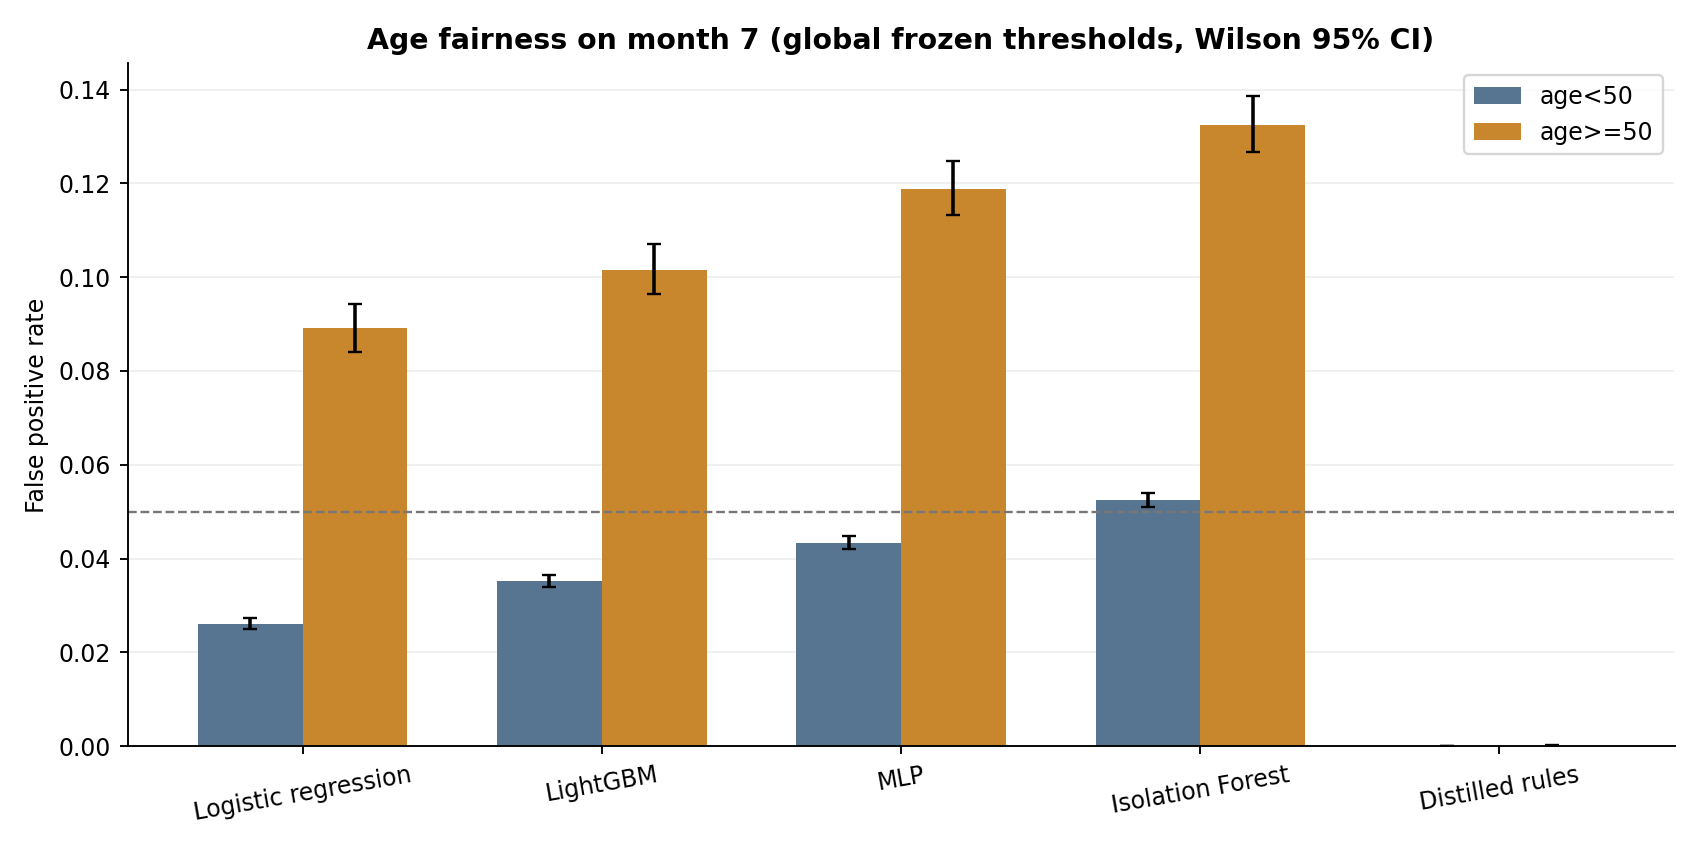 Age fairness on month 7 (global frozen thresholds, Wilson 95% CI)
age<50
age>=50
False positive rate
0.14
0.12
0.10
0.08
0.06
0.04
0.02
0.00
Logistic regression
LightGBM
MLP
Isolation Forest
Distilled rules